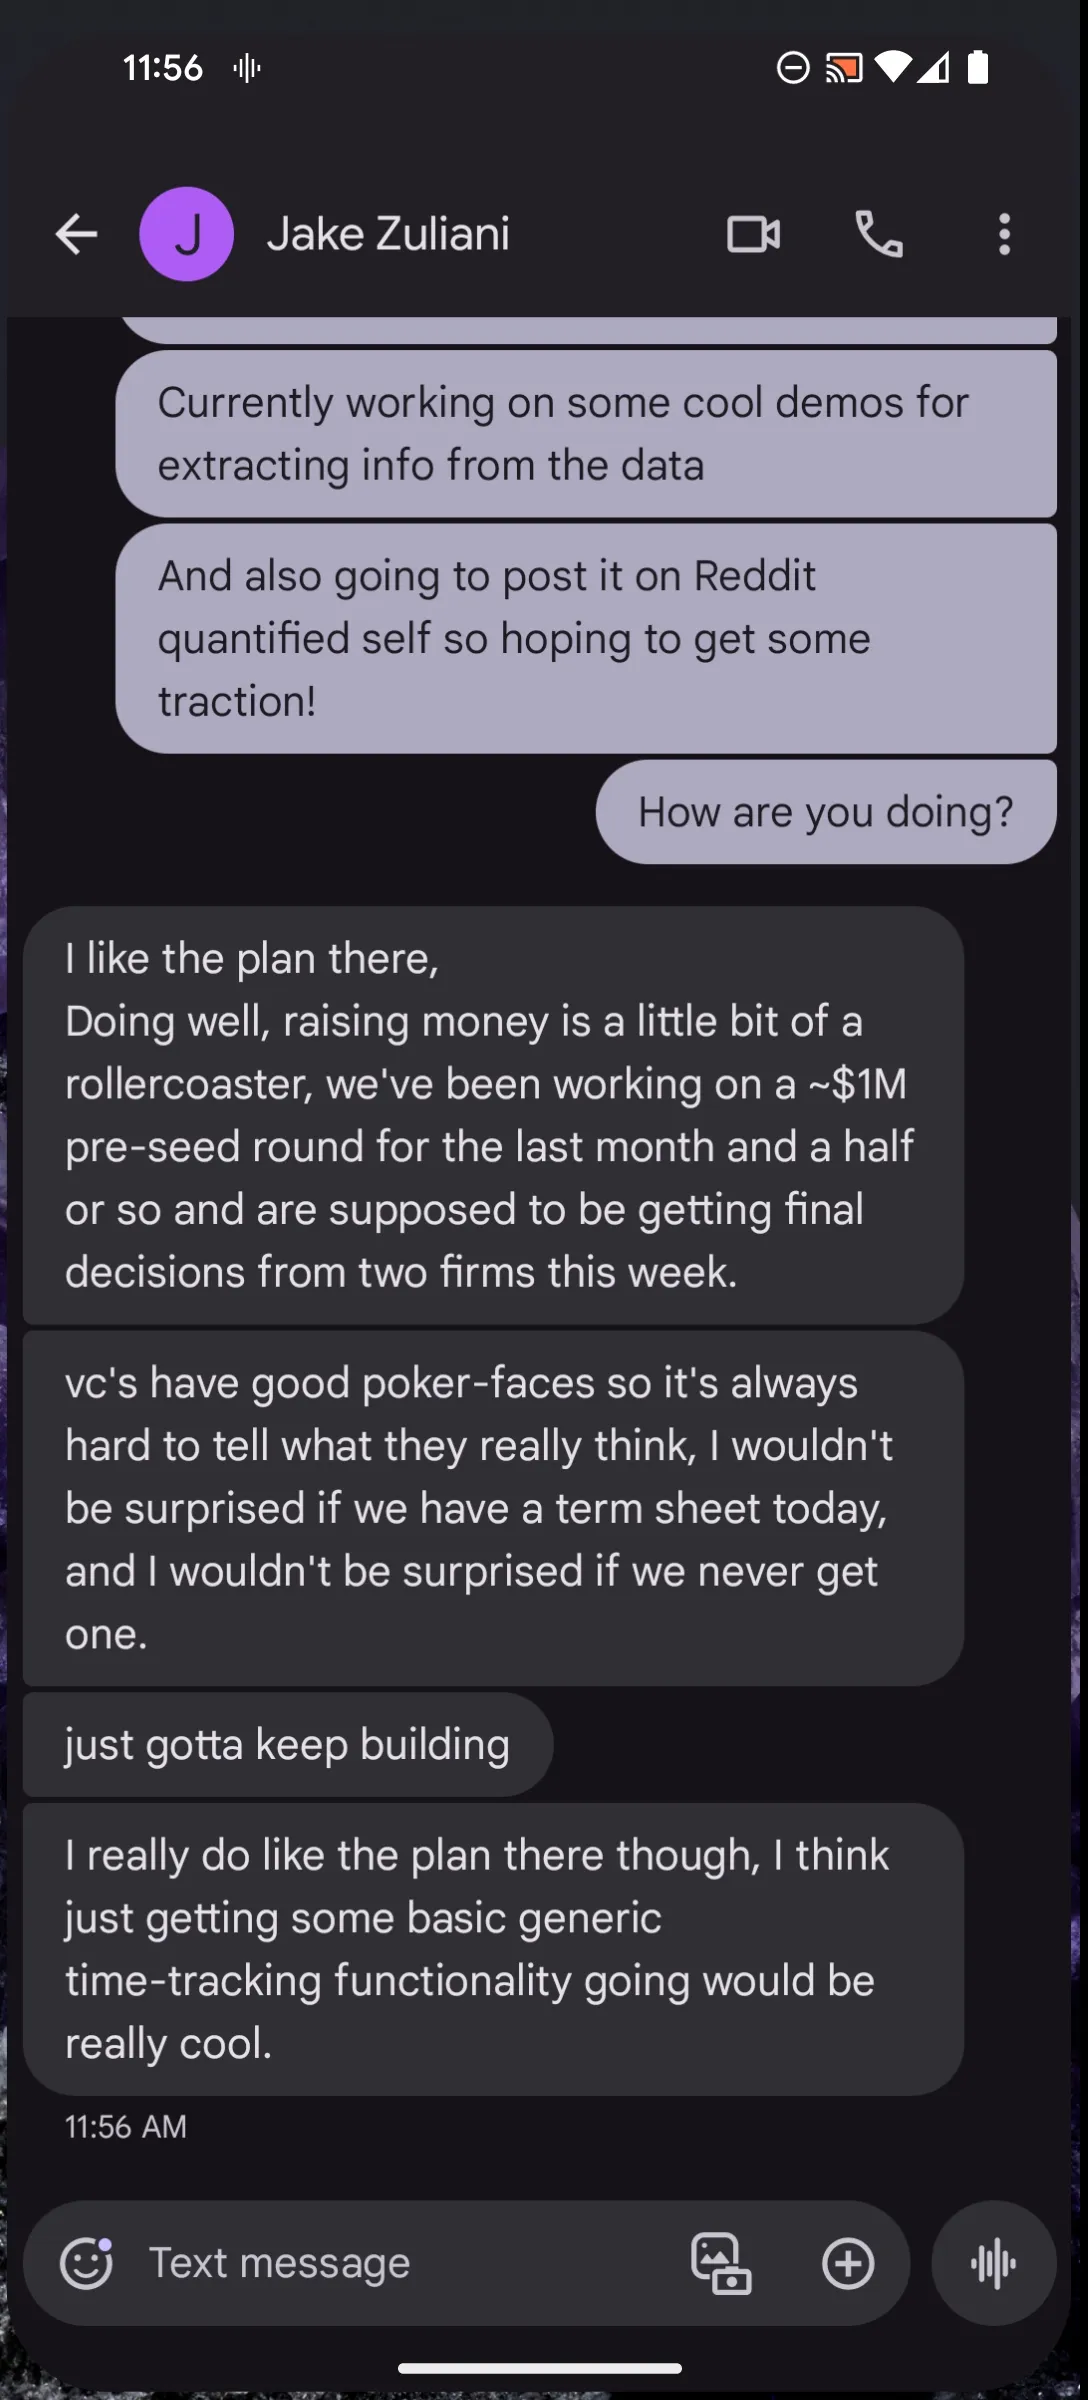 11:56
J
Jake Zuliani
Currently working on some cool demos for
extracting info from the data
And also going to post it on Reddit
quantified self so hoping to get some
traction!
How are you doing?
I like the plan there,
Doing well, raising money is a little bit of a
rollercoaster, we've been working on a ~$1M
pre-seed round for the last month and a half
or so and are supposed to be getting final
decisions from two firms this week.
vc's have good poker-faces so it's always
hard to tell what they really think, I wouldn't
be surprised if we have a term sheet today,
and I wouldn't be surprised if we never get
one.
just gotta keep building
I really do like the plan there though, I think
just getting some basic generic
time-tracking functionality going would be
really cool.
11:56 AM
Text message